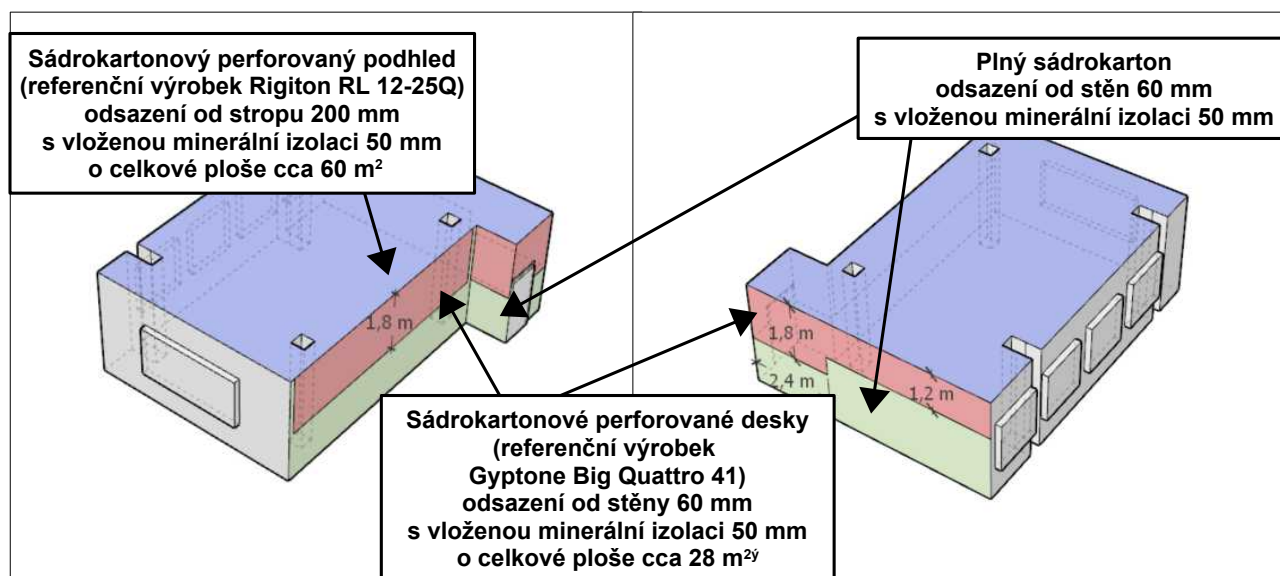 Sádrokartonový perforovaný podhled
(referenční výrobek Rigiton RL 12-25Q)
odsazení od stropu 200 mm
s vloženou minerální izolaci 50 mm
o celkové ploše cca 60 m²
Plný sádrokarton
odsazení od stěn 60 mm
s vloženou minerální izolaci 50 mm
1,8 m
1,8 m
2,4 m
1,2 m
Sádrokartonové perforované desky
(referenční výrobek
Gyptone Big Quattro 41)
odsazení od stěny 60 mm
s vloženou minerální izolaci 50 mm
o celkové ploše cca 28 m²ý